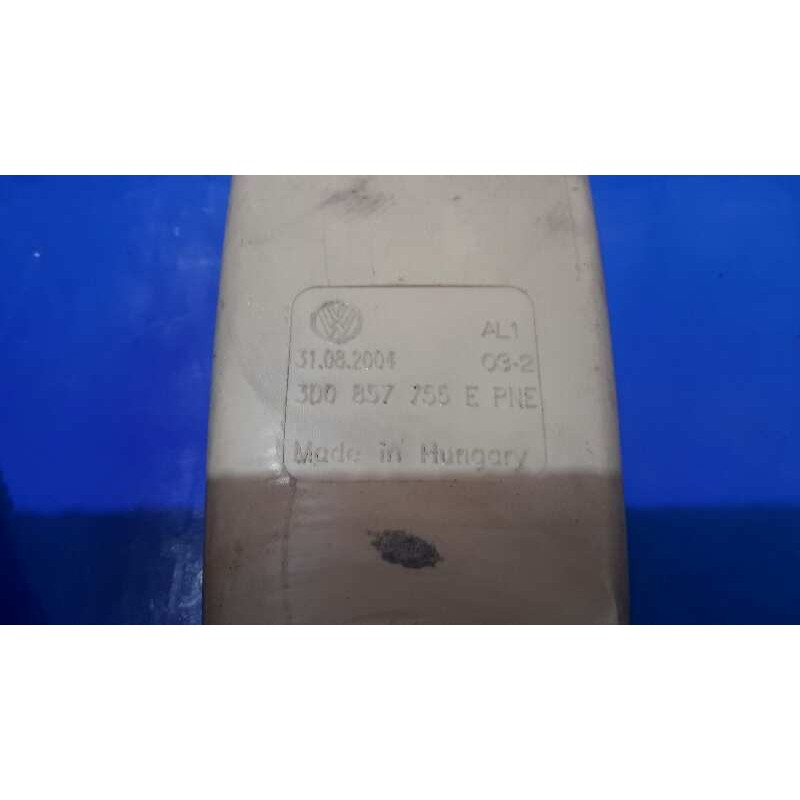 AL1
31.08.2004 03-2
3D0 857 755 E PNE
Made in Hungary